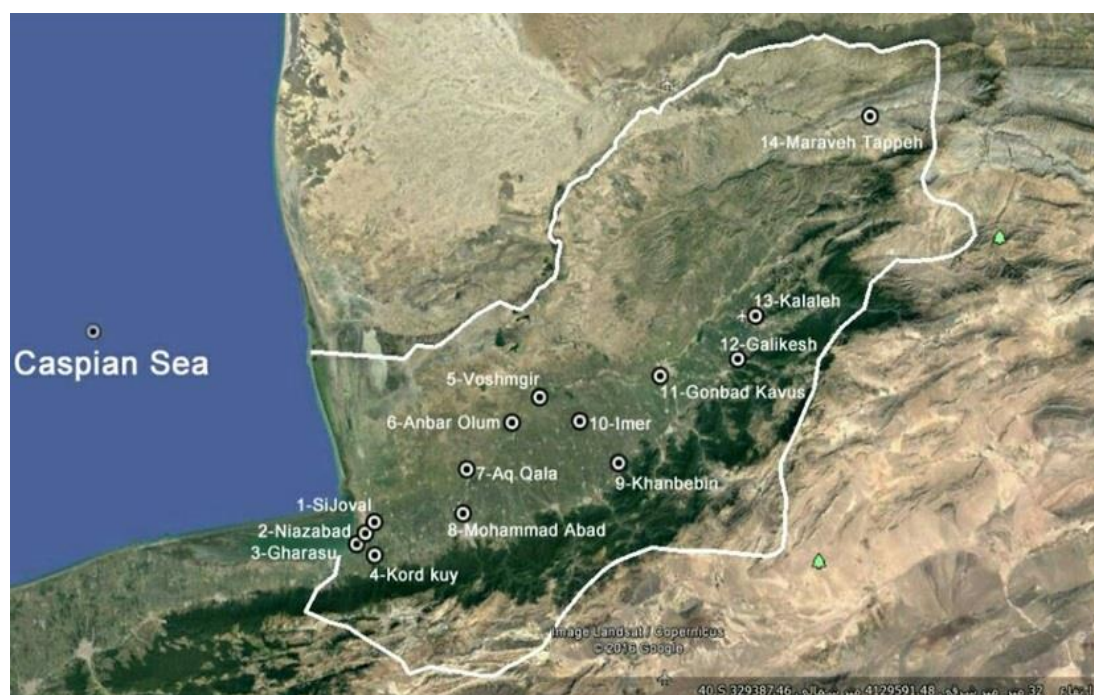 14-Maraveh Tappeh
13-Kalaleh
Caspian Sea
12-Galikesh
5-Voshmgir
11-Gonbad Kavus
6-Anbar Olum
10-Imer
7-Aq Qala
9-Khanbebin
1-SiJoval
8-Mohammad Abad
2-Niazabad
3-Gharasu
4-Kord kuy
Image Landsat / Copernicus
© 2016 Google
40 S 329387.46
4129591.48